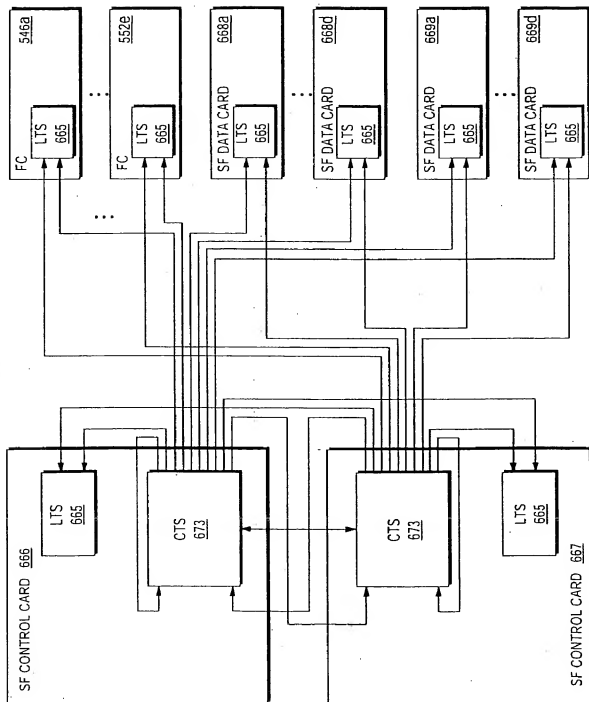 546a
LTS
665
FC
552e
LTS
665
FC
668a
LTS
665
SF DATA CARD
668d
LTS
665
SF DATA CARD
669a
LTS
665
SF DATA CARD
669d
LTS
665
SF DATA CARD
SF CONTROL CARD 666
LTS
665
CTS
673
SF CONTROL CARD 667
CTS
673
LTS
665